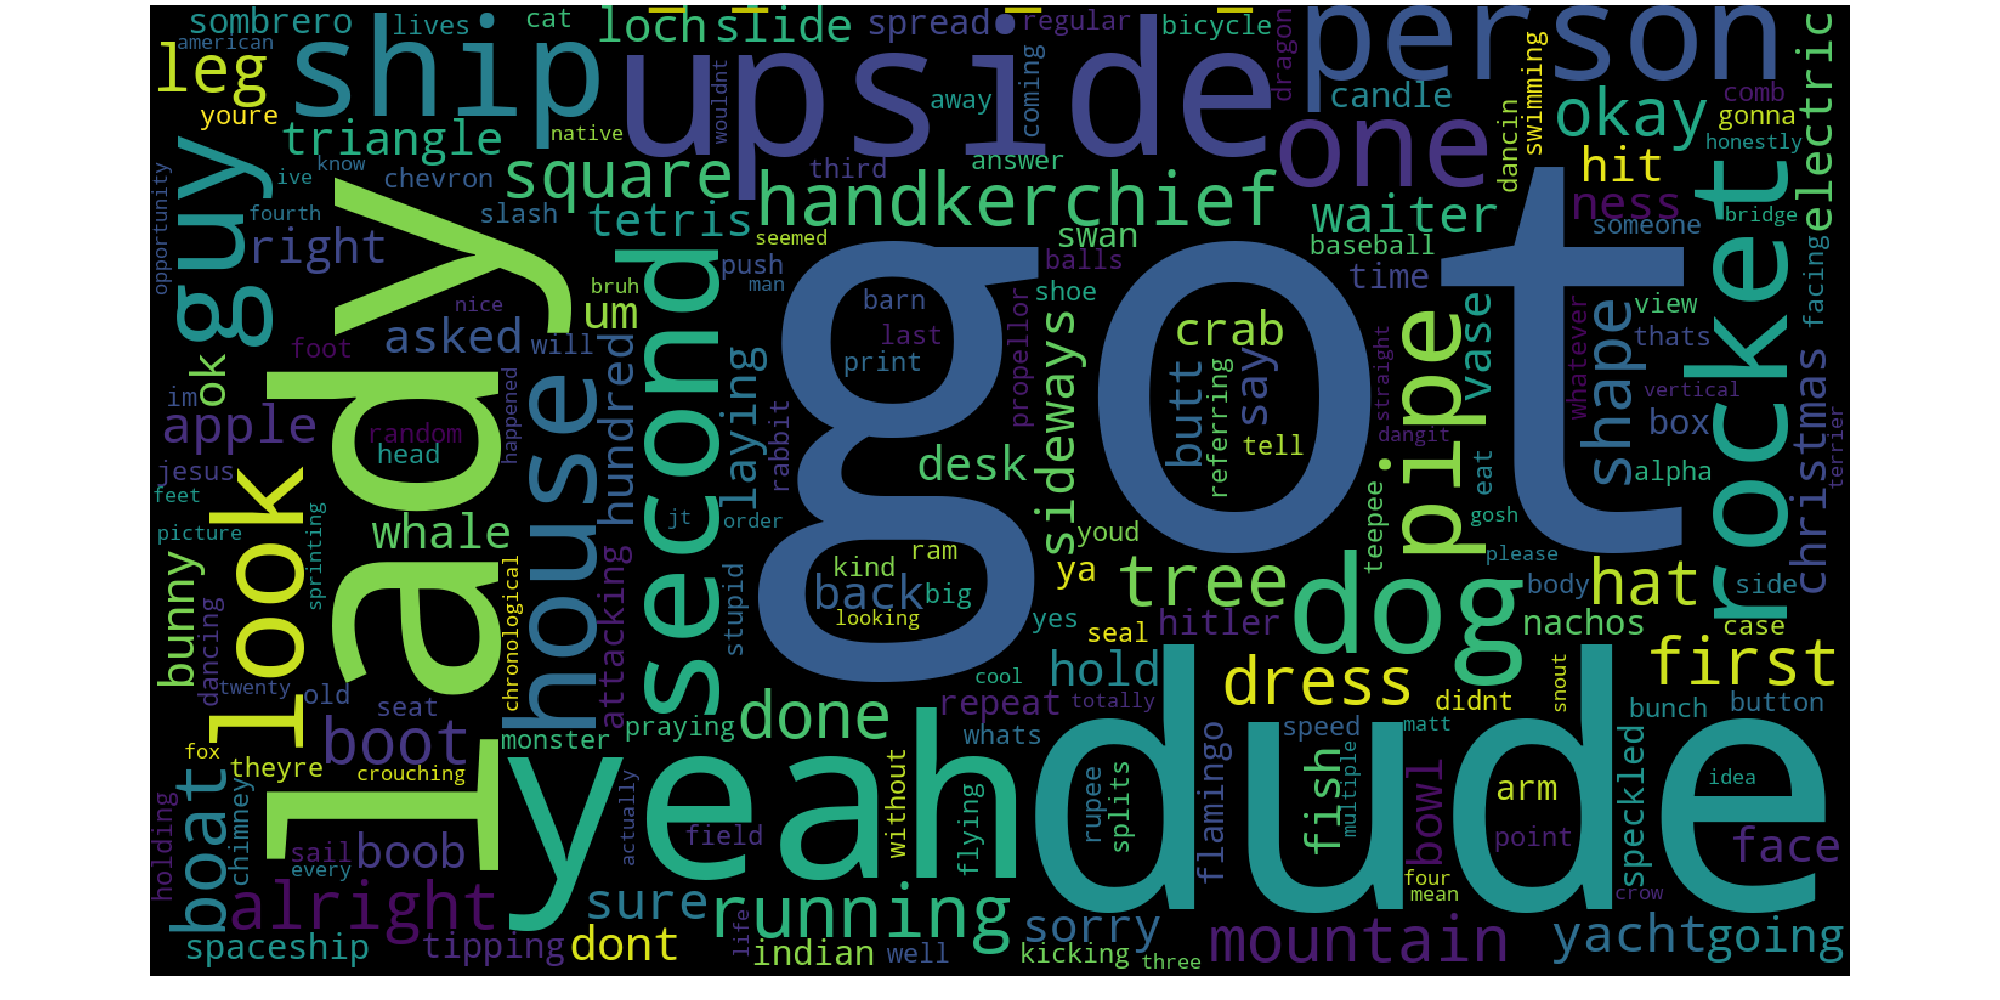 sombrero
lives
cat
loch
slide
spread
regular
bicycle
person
american
leg
ship
upside
dragon
swimming
electric
youre
triangle
native
wouldnt
away
coming
one
candle
okay
comb
gonna
honestly
guy
know
ive
chevron
square
third
answer
dancin
hit
opportunity
fourth
slash
tetris
handkerchief
waiter
ness
rocket
bridge
right
lady
second
seemed
swan
baseball
someone
push
balls
time
facing
bruh
man
got
nice
um
barn
shoe
crab
pipe
vase
shape
view
foot
asked
will
last
propellor
straight
whatever
thats
ok
house
hundred
laying
print
sideways
butt
say
christmas
im
happened
vertical
apple
random
rabbit
referring
tell
dangit
box
terrier
look
head
desk
jesus
eat
alpha
feet
jt
order
teepee
gosh
picture
sprinting
whale
youd
please
bunny
chronological
attacking
stupid
kind
ram
ya
tree
dog
body
hat
side
back
big
dancing
looking
yes
seal
hitler
nachos
case
twenty
old
cool
hold
dress
snout
first
seat
repeat
totally
didnt
bunch
button
boot
praying
done
whats
flamingo
speed
matt
speckled
fox
theyre
monster
yeah
dude
crouching
boat
chimney
actually
without
flying
rupee
splits
fish
multiple
arm
idea
holding
sail
boob
field
bowl
point
face
every
four
mean
crow
alright
sure
running
life
sorry
mountain
yacht
going
spaceship
tipping
dont
indian
well
kicking
three